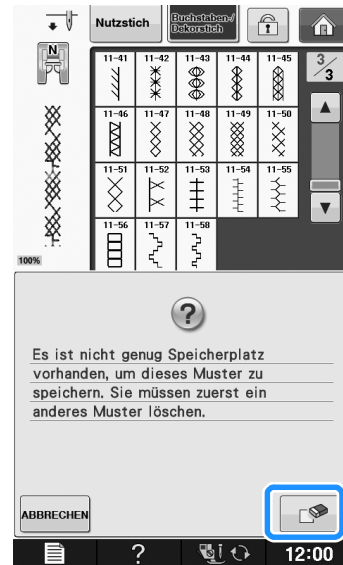 Nutzstich
Buchstaben-/
Dekorstich
N
11-41 11-42 11-43 11-44 11-45
3/3
11-46 11-47 11-48 11-49 11-50
11-51 11-52 11-53 11-54 11-55
11-56 11-57 11-58
100%
?
Es ist nicht genug Speicherplatz
vorhanden, um dieses Muster zu
speichern. Sie müssen zuerst ein
anderes Muster löschen.
ABBRECHEN
? 12:00